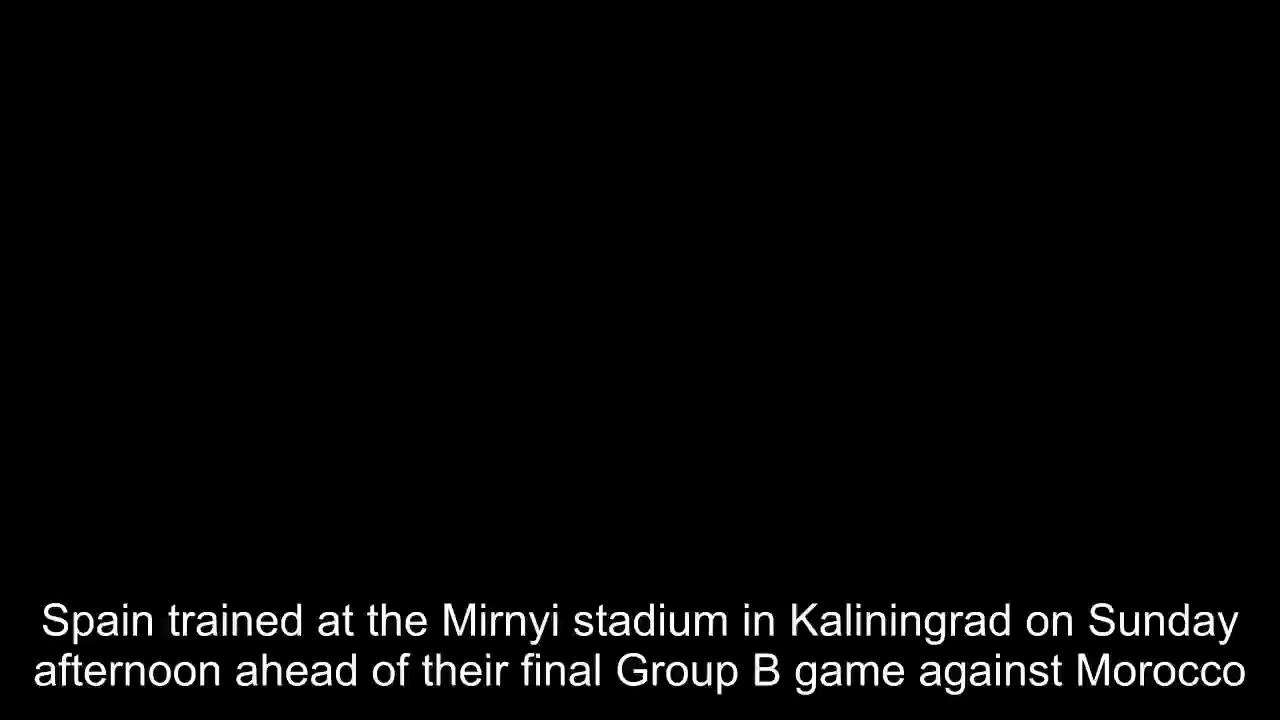 Spain trained at the Mirnyi stadium in Kaliningrad on Sunday
afternoon ahead of their final Group B game against Morocco